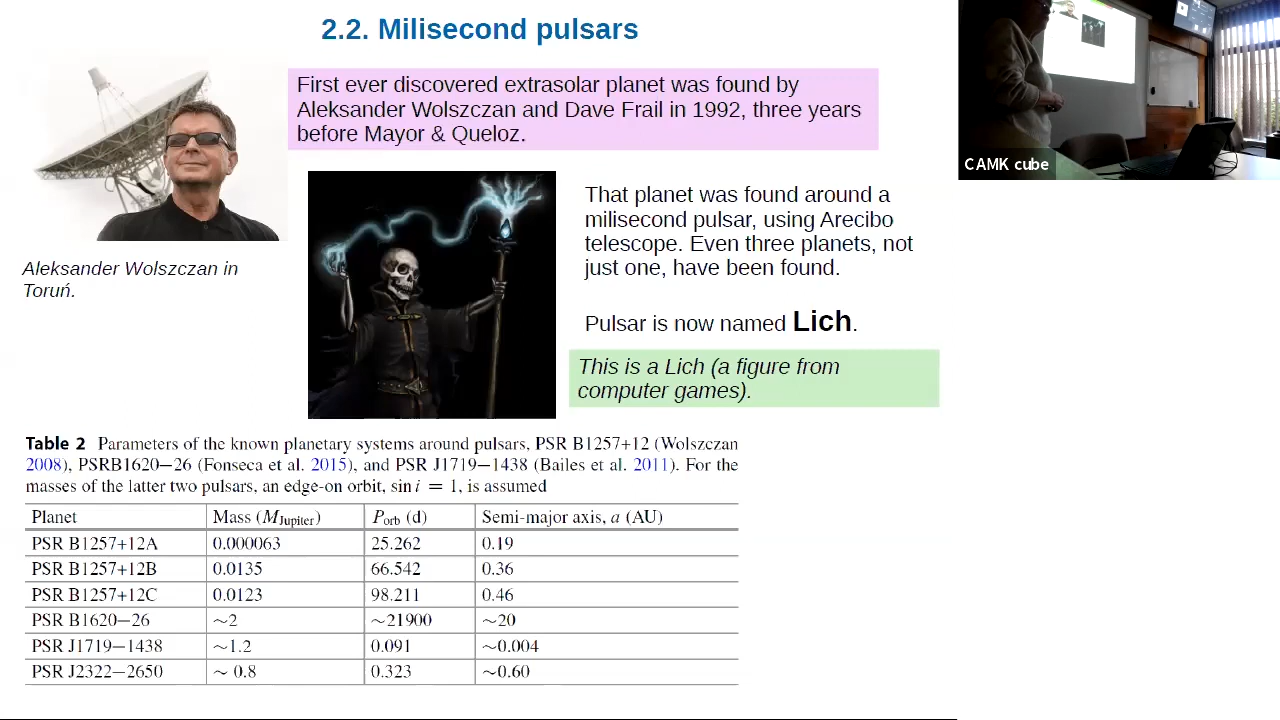 2.2. Milisecond pulsars
First ever discovered extrasolar planet was found by
Aleksander Wolszczan and Dave Frail in 1992, three years
before Mayor & Queloz.
CAMK cube
That planet was found around a
milisecond pulsar, using Arecibo
telescope. Even three planets, not
just one, have been found.
Aleksander Wolszczan in
Toruń.
Pulsar is now named Lich.
This is a Lich (a figure from
computer games).
Table 2 Parameters of the known planetary systems around pulsars, PSR B1257+12 (Wolszczan
2008), PSRB1620−26 (Fonseca et al. 2015), and PSR J1719−1438 (Bailes et al. 2011). For the
masses of the latter two pulsars, an edge-on orbit, sin i = 1, is assumed
Planet Mass (MJupiter) Porb (d) Semi-major axis, a (AU)
PSR B1257+12A 0.000063 25.262 0.19
PSR B1257+12B 0.0135 66.542 0.36
PSR B1257+12C 0.0123 98.211 0.46
PSR B1620−26 ∼2 ∼21900 ∼20
PSR J1719−1438 ∼1.2 0.091 ∼0.004
PSR J2322−2650 ∼ 0.8 0.323 ∼0.60